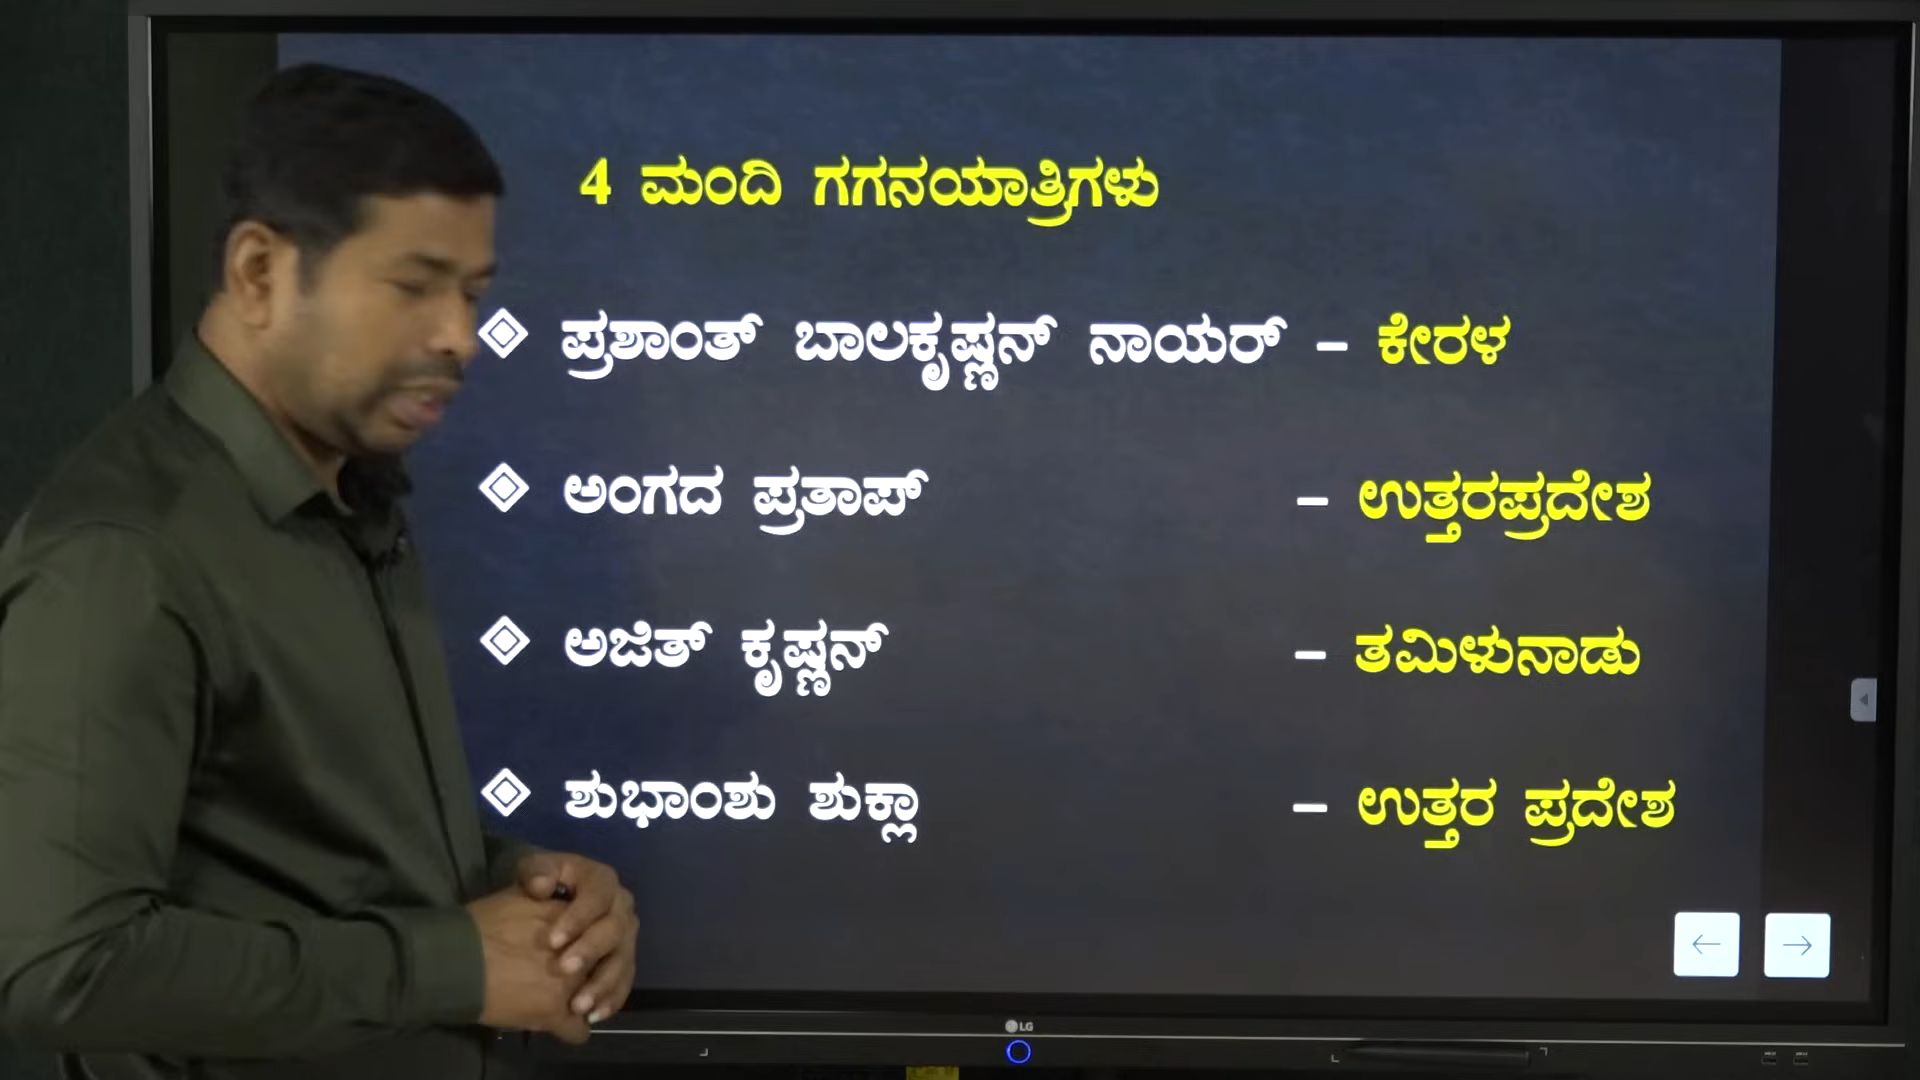 4 ಮಂದಿ ಗಗನಯಾತ್ರಿಗಳು
ಪ್ರಶಾಂತ್ ಬಾಲಕೃಷ್ಣನ್ ನಾಯರ್ – ಕೇರಳ
ಅಂಗದ ಪ್ರತಾಪ್ – ಉತ್ತರಪ್ರದೇಶ
ಅಜಿತ್ ಕೃಷ್ಣನ್ – ತಮಿಳುನಾಡು
ಶುಭಾಂಶು ಶುಕ್ಲಾ – ಉತ್ತರ ಪ್ರದೇಶ
LG